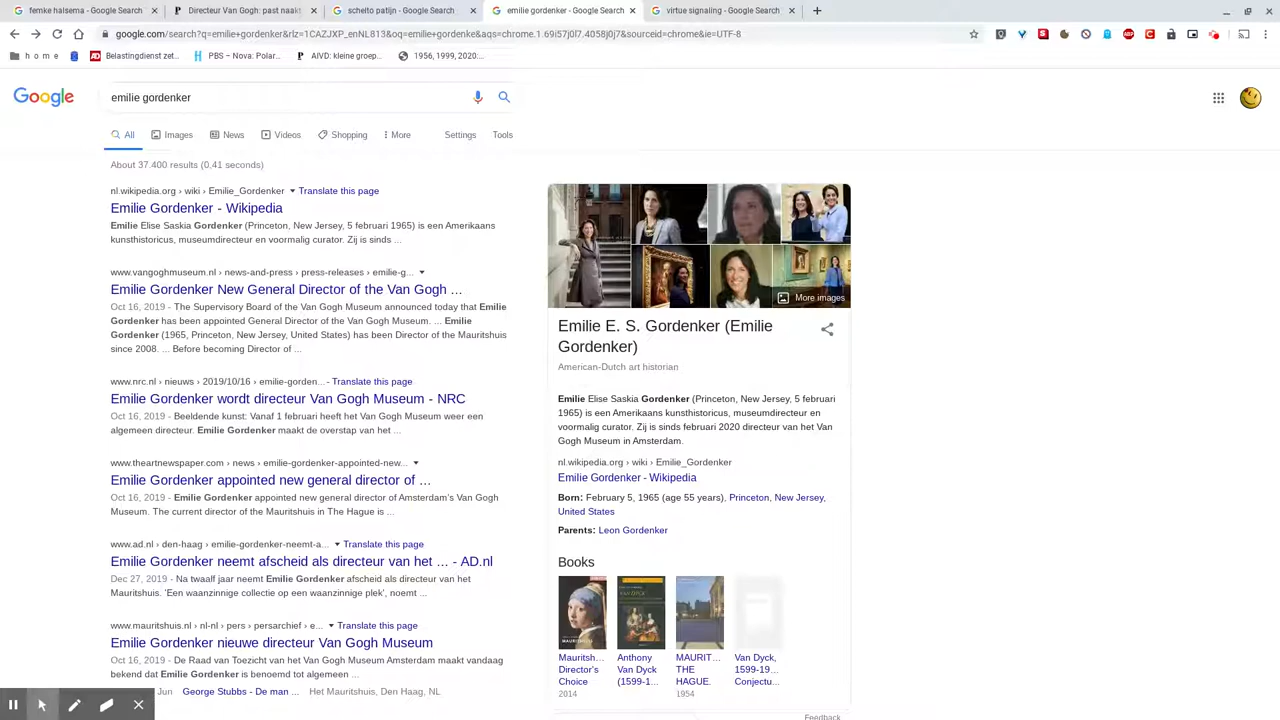 femke halsema - Google Search
Directeur Van Gogh: past naakt
schelto patijn - Google Search
emilie gordenker - Google Search
virtue signaling - Google Search
google.com/search?q=emilie+gordenker&rlz=1CAZJXP_enNL813&oq=emilie+gordenke&aqs=chrome.1.69i57j0l7.4058j0j7&sourceid=chrome&ie=UTF-8
h o m e
Belastingdienst zet...
PBS – Nova: Polar...
AIVD: kleine groep...
1956, 1999, 2020:...
Google
emilie gordenker
All Images News Videos Shopping More Settings Tools
About 37.400 results (0,41 seconds)
nl.wikipedia.org › wiki › Emilie_Gordenker Translate this page
Emilie Gordenker - Wikipedia
Emilie Elise Saskia Gordenker (Princeton, New Jersey, 5 februari 1965) is een Amerikaans
kunsthistoricus, museumdirecteur en voormalig curator. Zij is sinds ...
www.vangoghmuseum.nl › news-and-press › press-releases › emilie-g...
Emilie Gordenker New General Director of the Van Gogh ...
Oct 16, 2019 - The Supervisory Board of the Van Gogh Museum announced today that Emilie
Gordenker has been appointed General Director of the Van Gogh Museum. ... Emilie
Gordenker (1965, Princeton, New Jersey, United States) has been Director of the Mauritshuis
since 2008. ... Before becoming Director of ...
www.nrc.nl › nieuws › 2019/10/16 › emilie-gorden... - Translate this page
Emilie Gordenker wordt directeur Van Gogh Museum - NRC
Oct 16, 2019 - Beeldende kunst: Vanaf 1 februari heeft het Van Gogh Museum weer een
algemeen directeur. Emilie Gordenker maakt de overstap van het ...
www.theartnewspaper.com › news › emilie-gordenker-appointed-new...
Emilie Gordenker appointed new general director of ...
Oct 16, 2019 - Emilie Gordenker appointed new general director of Amsterdam's Van Gogh
Museum. The current director of the Mauritshuis in The Hague is ...
www.ad.nl › den-haag › emilie-gordenker-neemt-a... Translate this page
Emilie Gordenker neemt afscheid als directeur van het ... - AD.nl
Dec 27, 2019 - Na twaalf jaar neemt Emilie Gordenker afscheid als directeur van het
Mauritshuis. 'Een waanzinnige collectie op een waanzinnige plek', noemt ...
www.mauritshuis.nl › nl-nl › pers › persarchief › e... Translate this page
Emilie Gordenker nieuwe directeur Van Gogh Museum
Oct 16, 2019 - De Raad van Toezicht van het Van Gogh Museum Amsterdam maakt vandaag
bekend dat Emilie Gordenker is benoemd tot algemeen ...
Jun George Stubbs - De man ... Het Mauritshuis, Den Haag, NL
More images
Emilie E. S. Gordenker (Emilie
Gordenker)
American-Dutch art historian
Emilie Elise Saskia Gordenker (Princeton, New Jersey, 5 februari
1965) is een Amerikaans kunsthistoricus, museumdirecteur en
voormalig curator. Zij is sinds februari 2020 directeur van het Van
Gogh Museum in Amsterdam.
nl.wikipedia.org › wiki › Emilie_Gordenker
Emilie Gordenker - Wikipedia
Born: February 5, 1965 (age 55 years), Princeton, New Jersey,
United States
Parents: Leon Gordenker
Books
Mauritsh...
Director's
Choice
2014
Anthony
Van Dyck
(1599-1...
MAURIT...
THE
HAGUE.
1954
Van Dyck,
1599-19...
Conjectu...
Feedback